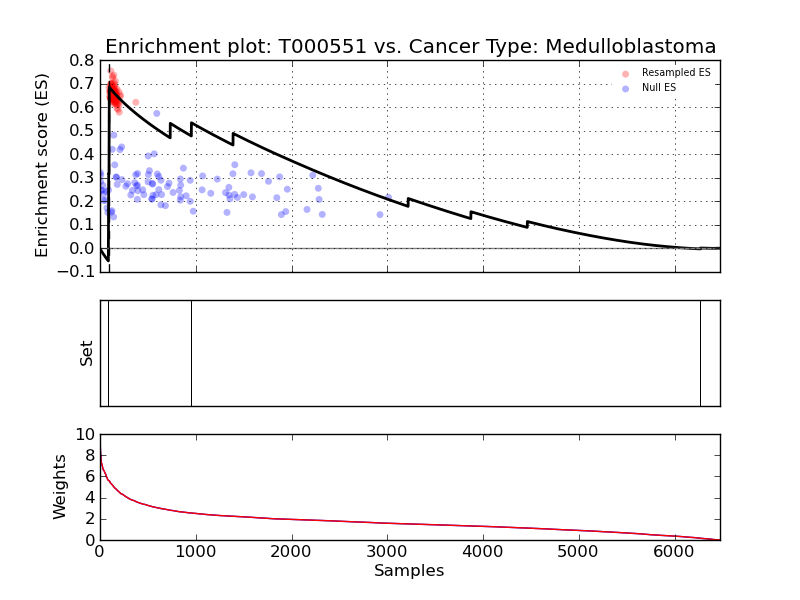 Enrichment plot: T000551 vs. Cancer Type: Medulloblastoma
Enrichment score (ES)
0.8
0.7
0.6
0.5
0.4
0.3
0.2
0.1
0.0
−0.1
Resampled ES
Null ES
Set
Weights
10
8
6
4
2
0
0 1000 2000 3000 4000 5000 6000
Samples